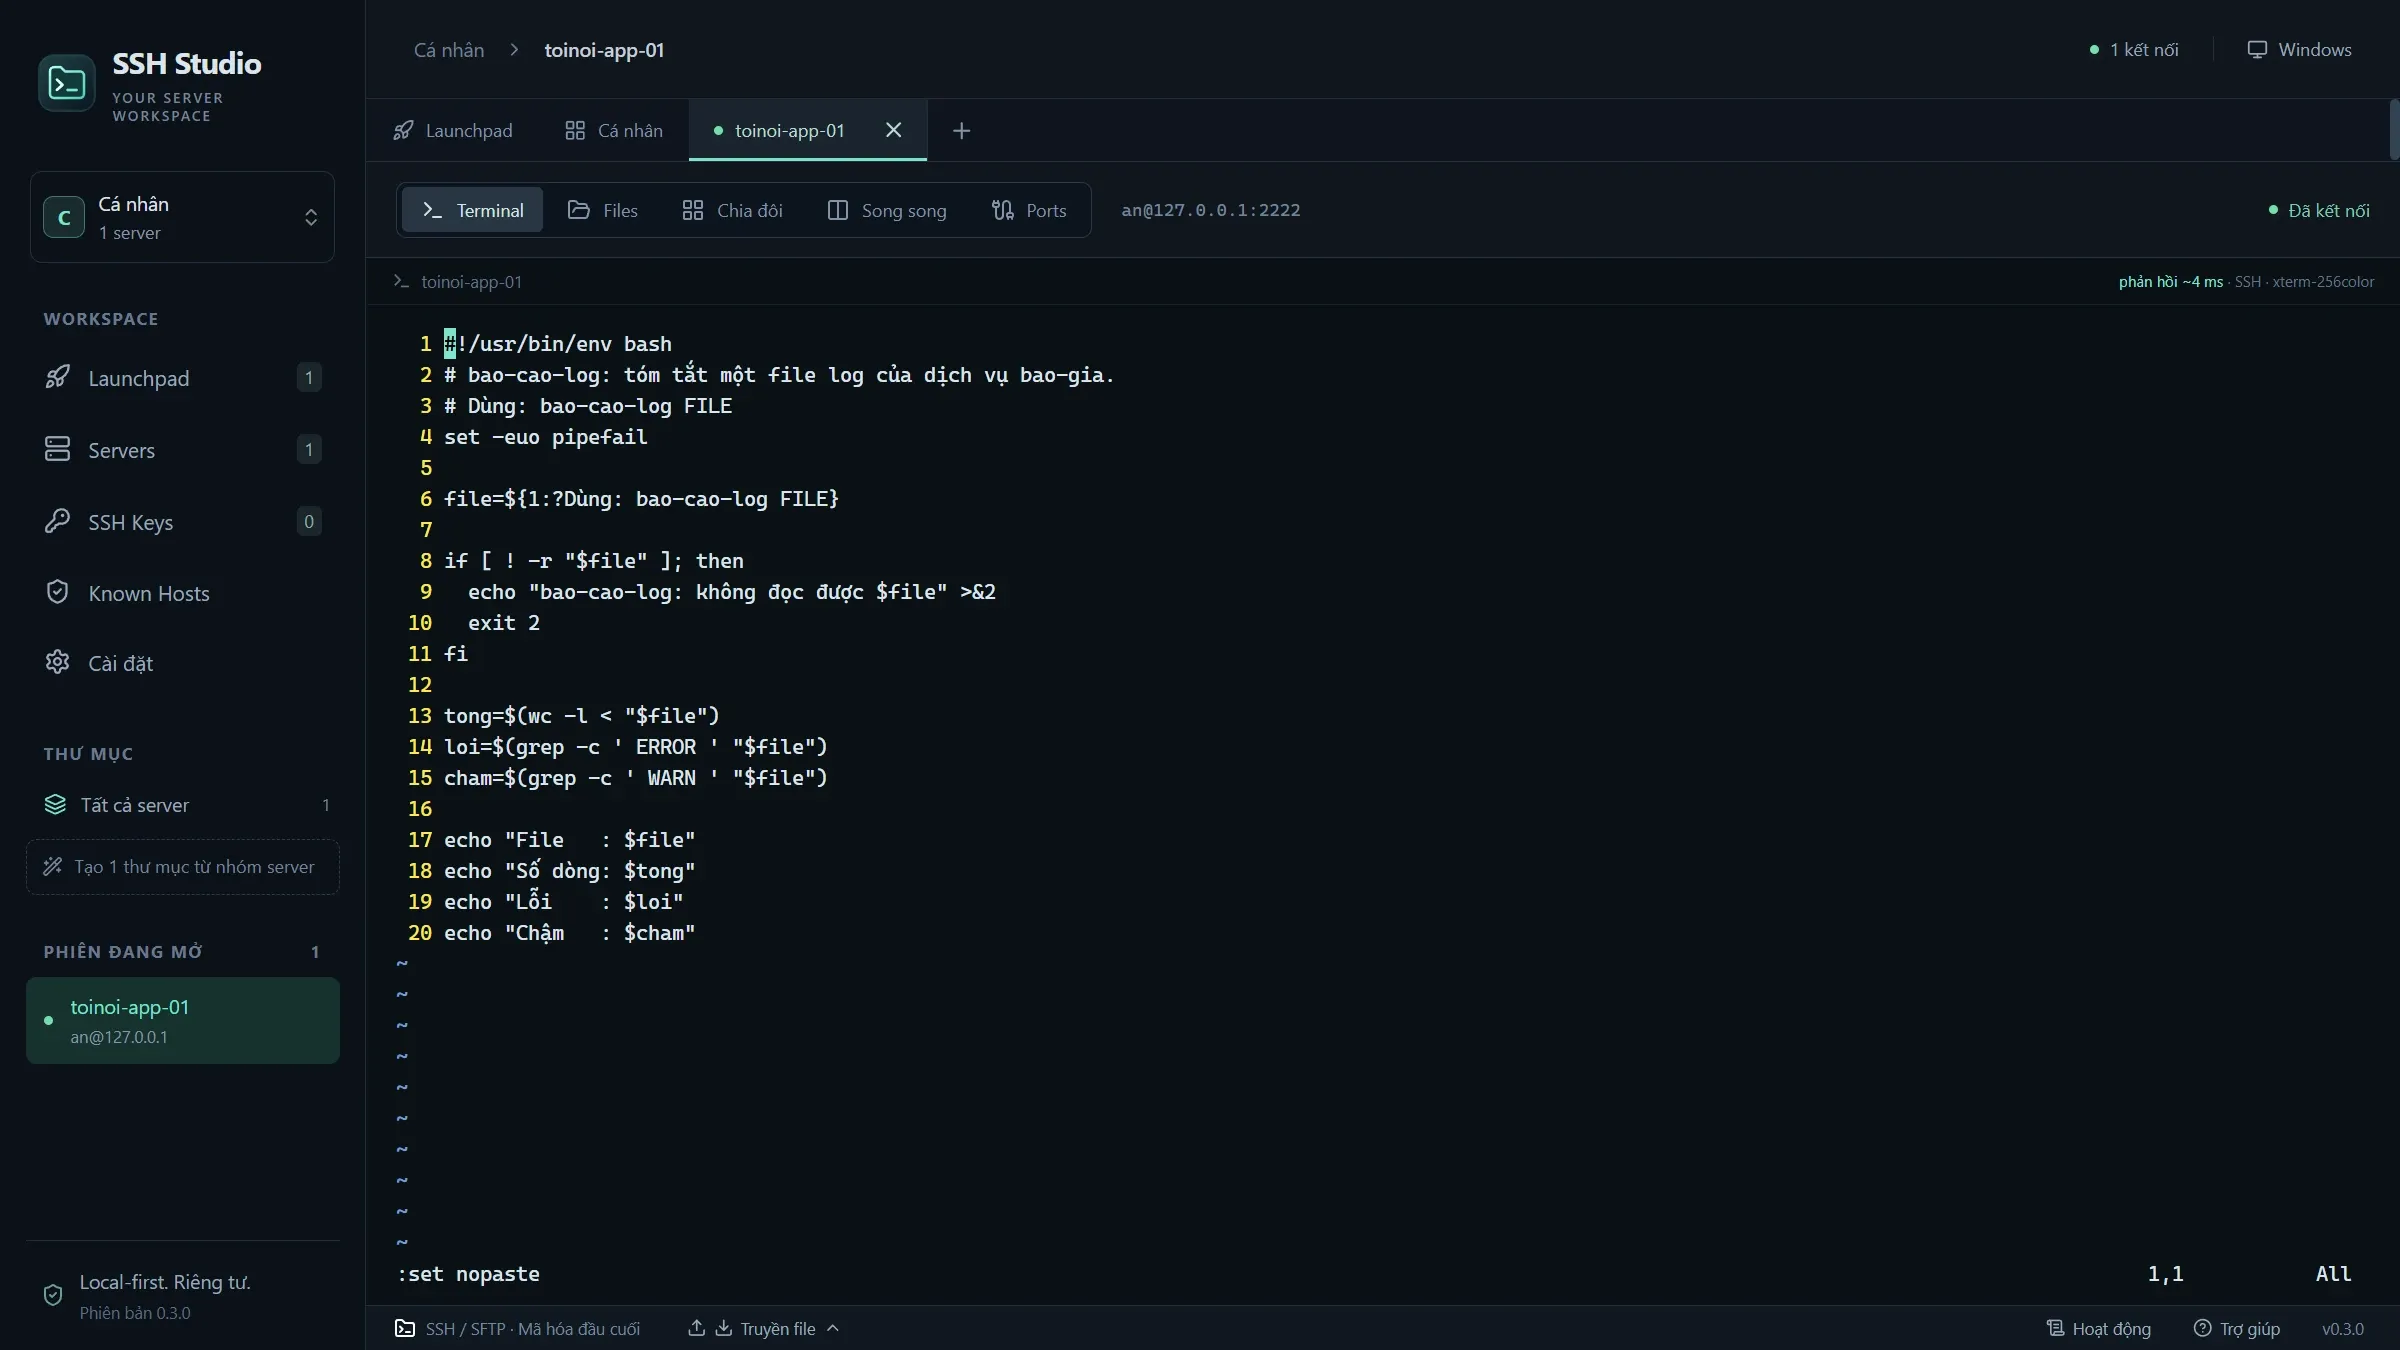 SSH Studio
YOUR SERVER
WORKSPACE
C
Cá nhân
1 server
WORKSPACE
Launchpad 1
Servers 1
SSH Keys 0
Known Hosts
Cài đặt
THƯ MỤC
Tất cả server 1
Tạo 1 thư mục từ nhóm server
PHIÊN ĐANG MỞ 1
toinoi-app-01
an@127.0.0.1
Local-first. Riêng tư.
Phiên bản 0.3.0
Cá nhân > toinoi-app-01
1 kết nối
Windows
Launchpad
Cá nhân
toinoi-app-01
Terminal
Files
Chia đôi
Song song
Ports
an@127.0.0.1:2222
Đã kết nối
toinoi-app-01
phản hồi ~4 ms · SSH · xterm-256color
1 #!/usr/bin/env bash
2 # bao-cao-log: tóm tắt một file log của dịch vụ bao-gia.
3 # Dùng: bao-cao-log FILE
4 set -euo pipefail
5
6 file=${1:?Dùng: bao-cao-log FILE}
7
8 if [ ! -r "$file" ]; then
9   echo "bao-cao-log: không đọc được $file" >&2
10   exit 2
11 fi
12
13 tong=$(wc -l < "$file")
14 loi=$(grep -c ' ERROR ' "$file")
15 cham=$(grep -c ' WARN ' "$file")
16
17 echo "File   : $file"
18 echo "Số dòng: $tong"
19 echo "Lỗi    : $loi"
20 echo "Chậm   : $cham"
~
~
~
~
~
~
~
~
~
~
:set nopaste 1,1 All
SSH / SFTP · Mã hóa đầu cuối
Truyền file
Hoạt động
Trợ giúp
v0.3.0